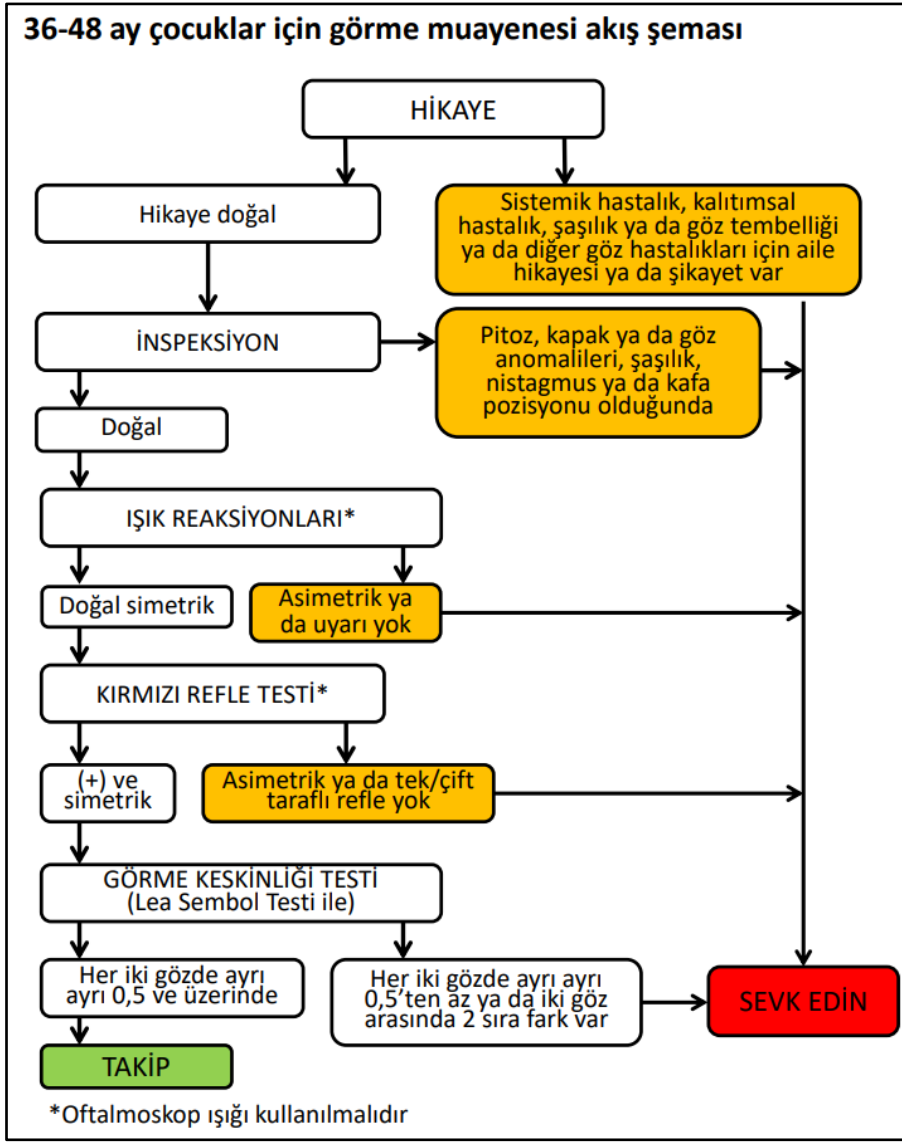 36-48 ay çocuklar için görme muayenesi akış şeması
HİKAYE
Hikaye doğal
Sistemik hastalık, kalıtımsal
hastalık, şaşılık ya da göz tembelliği
ya da diğer göz hastalıkları için aile
hikayesi ya da şikayet var
İNSPEKSİYON
Pitoz, kapak ya da göz
anomalileri, şaşılık,
nistagmus ya da kafa
pozisyonu olduğunda
Doğal
IŞIK REAKSİYONLARI*
Doğal simetrik
Asimetrik ya
da uyarı yok
KIRMIZI REFLE TESTİ*
(+) ve
simetrik
Asimetrik ya da tek/çift
taraflı refle yok
GÖRME KESKİNLİĞİ TESTİ
(Lea Sembol Testi ile)
Her iki gözde ayrı
ayrı 0,5 ve üzerinde
Her iki gözde ayrı ayrı
0,5’ten az ya da iki göz
arasında 2 sıra fark var
SEVK EDİN
TAKİP
*Oftalmoskop ışığı kullanılmalıdır